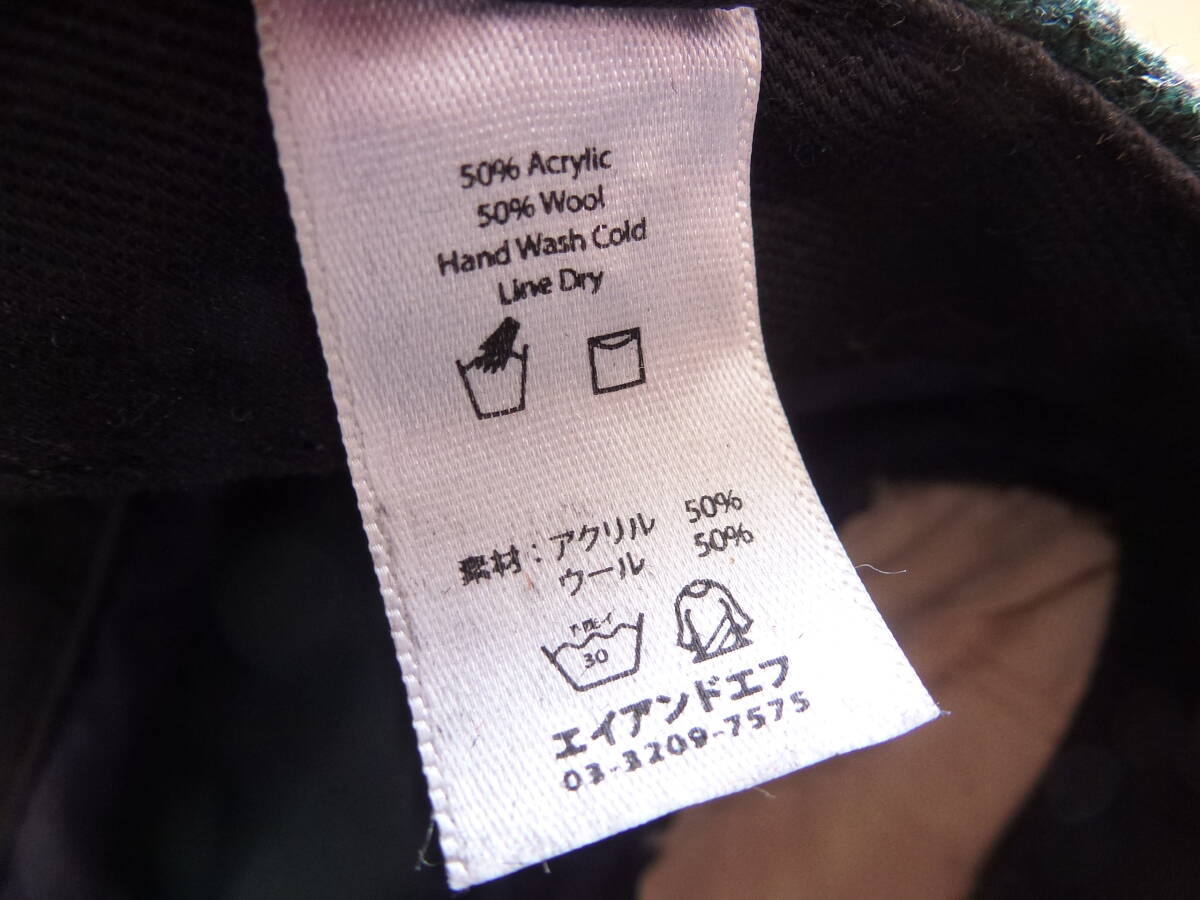 50% Acrylic
50% Wool
Hand Wash Cold
Line Dry
素材：アクリル 50%
ウール 50%
30
エイアンドエフ
03-3209-7575